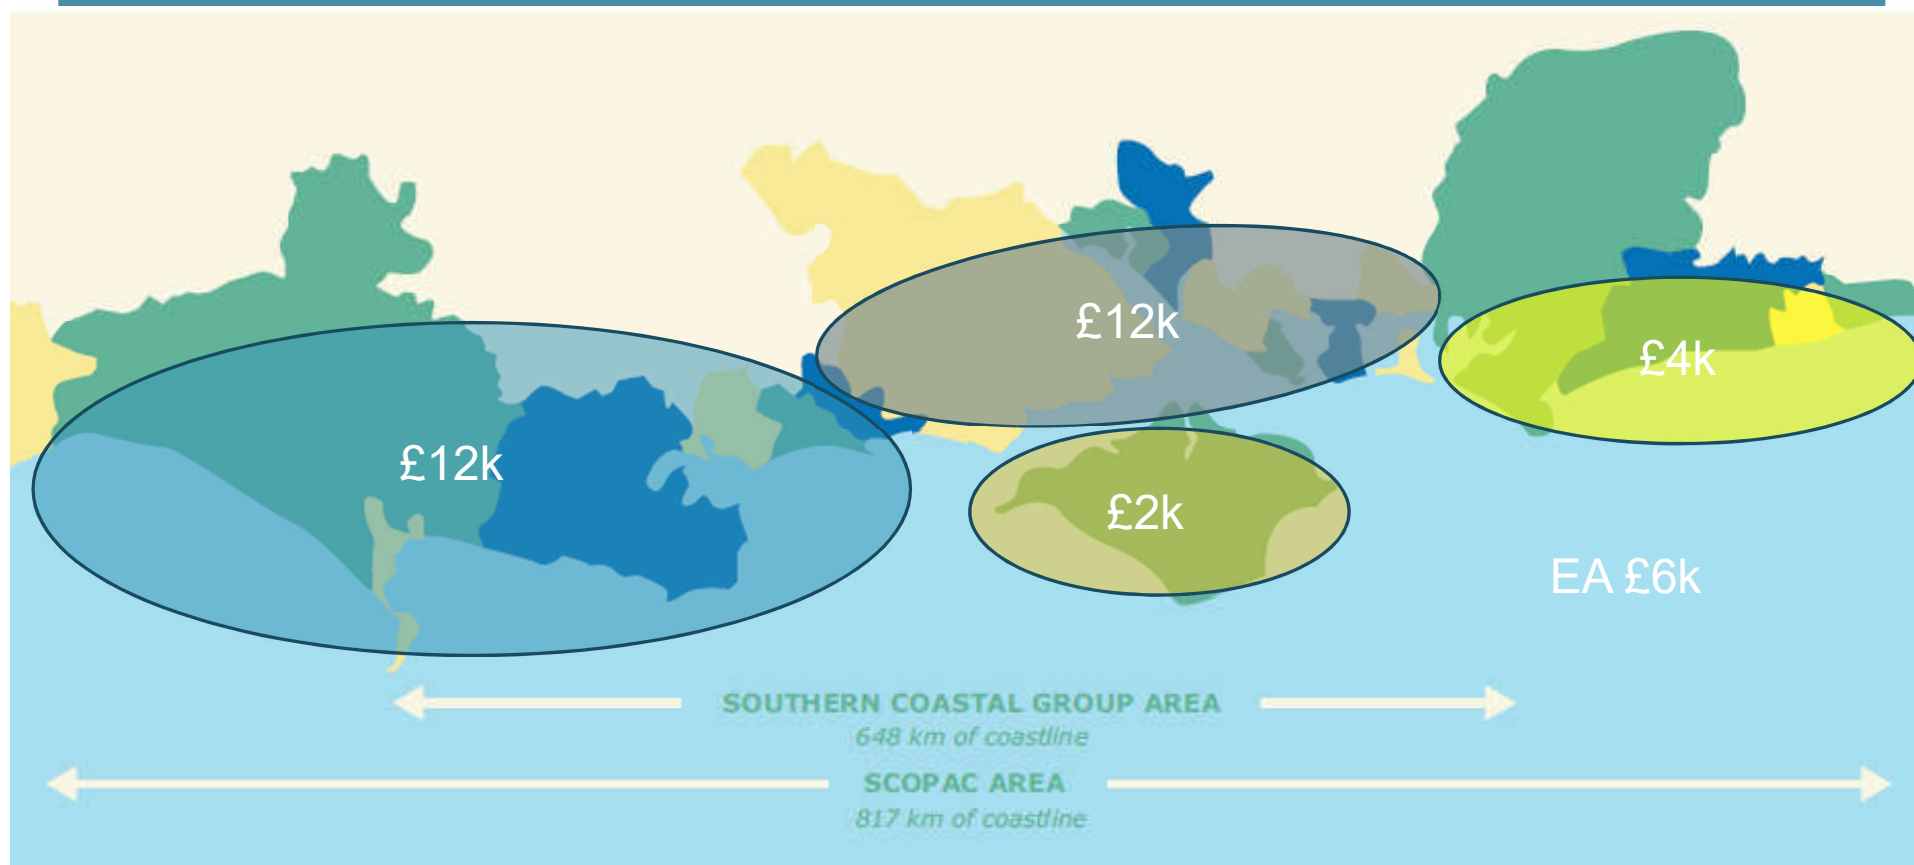 £12k
£4k
£12k
£2k
EA £6k
SOUTHERN COASTAL GROUP AREA
648 km of coastline
SCOPAC AREA
817 km of coastline